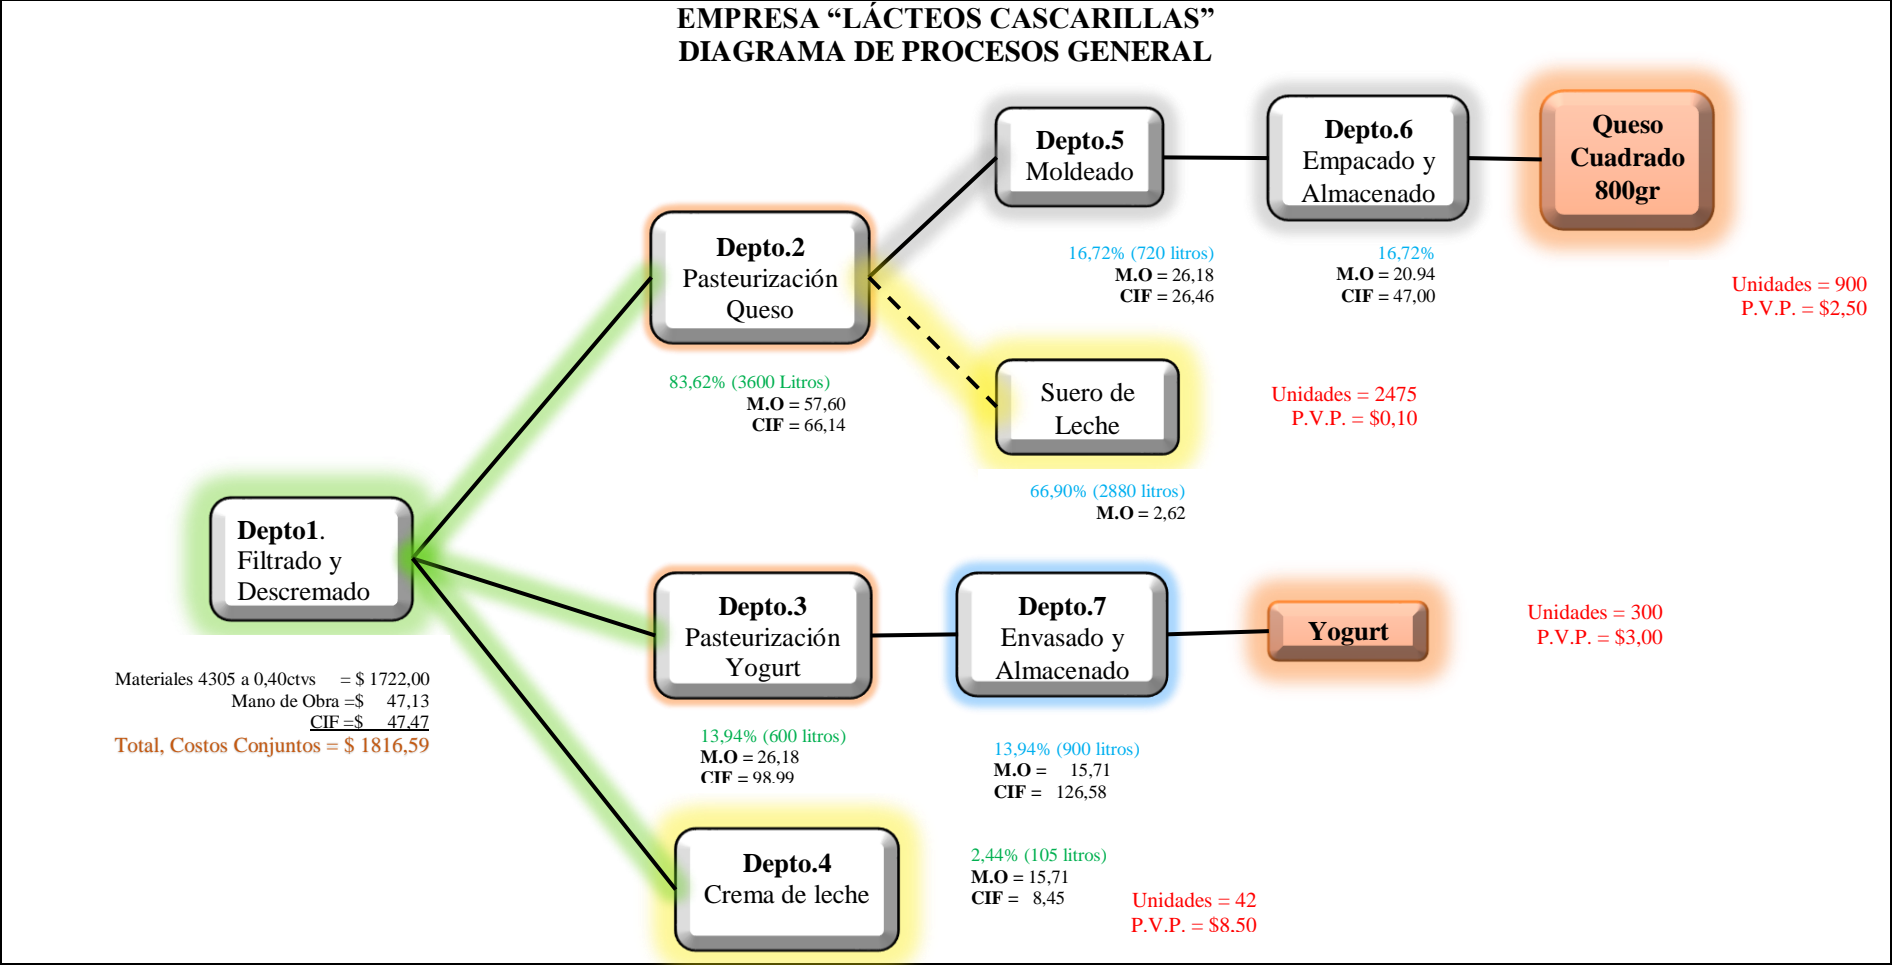 EMPRESA “LÁCTEOS CASCARILLAS”
DIAGRAMA DE PROCESOS GENERAL
Depto.5
Moldeado
Depto.6
Empacado y
Almacenado
Queso
Cuadrado
800gr
Depto.2
Pasteurización
Queso
16,72% (720 litros)
M.O = 26,18
CIF = 26,46
16,72%
M.O = 20.94
CIF = 47,00
Unidades = 900
P.V.P. = $2,50
83,62% (3600 Litros)
M.O = 57,60
CIF = 66,14
Suero de
Leche
Unidades = 2475
P.V.P. = $0,10
66,90% (2880 litros)
M.O = 2,62
Depto1.
Filtrado y
Descremado
Materiales 4305 a 0,40ctvs = $ 1722,00
Mano de Obra =$ 47,13
CIF =$ 47,47
Total, Costos Conjuntos = $ 1816,59
Depto.3
Pasteurización
Yogurt
Depto.7
Envasado y
Almacenado
Yogurt
Unidades = 300
P.V.P. = $3,00
13,94% (600 litros)
M.O = 26,18
CIF = 98,99
13,94% (900 litros)
M.O = 15,71
CIF = 126,58
Depto.4
Crema de leche
2,44% (105 litros)
M.O = 15,71
CIF = 8,45
Unidades = 42
P.V.P. = $8,50